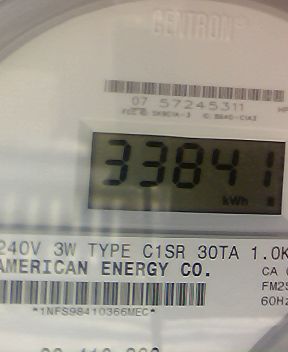 CENTRON
07 57245311
33841
kWh
240V 3W TYPE C1SR 30TA 1.0K
AMERICAN ENERGY CO.
CA
FM2S
60Hz
*1NFS98410366MEC*